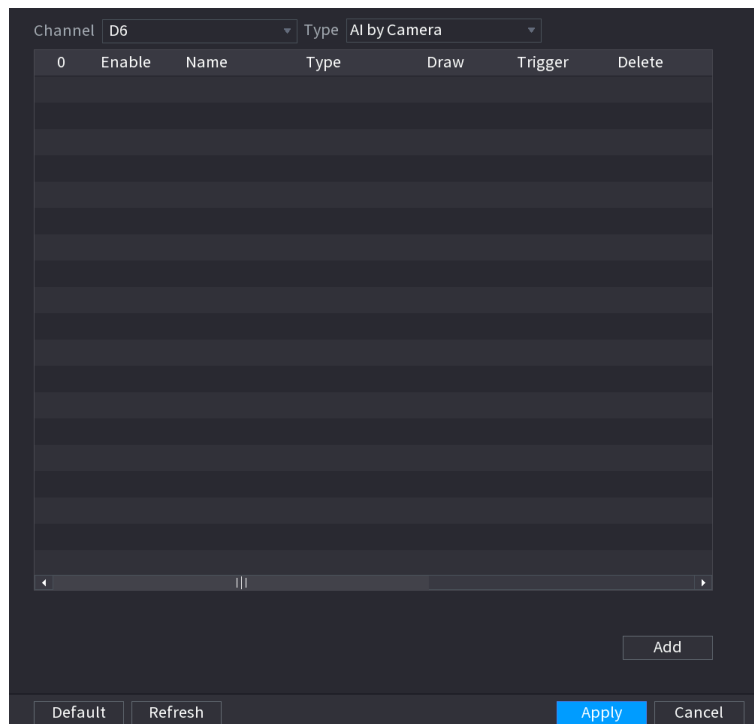 Channel D6 Type AI by Camera
0 Enable Name Type Draw Trigger Delete
Add
Default Refresh Apply Cancel